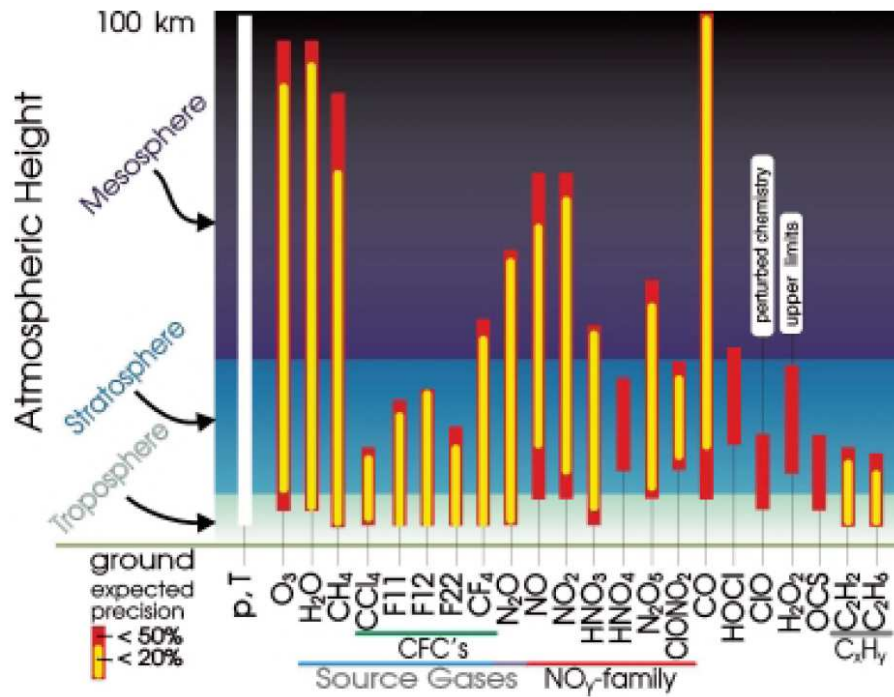 100 km
Atmospheric Height
Mesosphere
Stratosphere
Troposphere
perturbed chemistry
upper limits
ground
expected
precision
< 50%
< 20%
p, T
O₃
H₂O
CH₄
CCl₄
F11
F12
F22
CF₄
N₂O
NO
NO₂
HNO₃
HNO₄
N₂O₅
ClONO₂
CO
HOCl
ClO
H₂O₂
OCS
C₂H₂
C₂H₆
CFC's
CₓHᵧ
Source Gases
NOᵧ-family